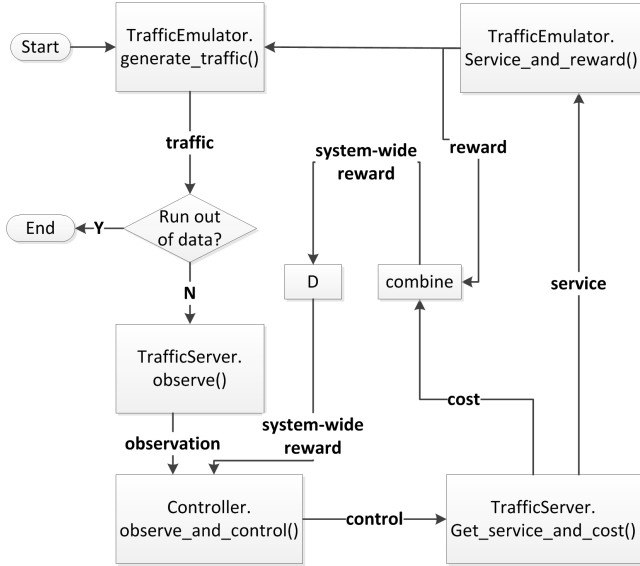 Start
TrafficEmulator.
generate_traffic()
TrafficEmulator.
Service_and_reward()
traffic
system-wide
reward
reward
Run out
of data?
Y
End
N
D
combine
service
TrafficServer.
observe()
cost
observation
system-wide
reward
Controller.
observe_and_control()
control
TrafficServer.
Get_service_and_cost()